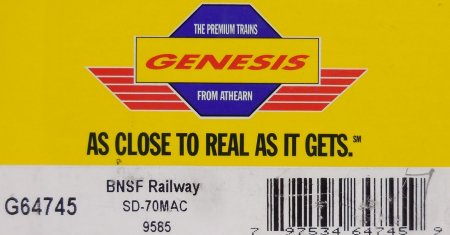 THE PREMIUM TRAINS
GENESIS
FROM ATHEARN
AS CLOSE TO REAL AS IT GETS.℠
G64745
BNSF Railway
SD-70MAC
9585
7 97534 64745 9